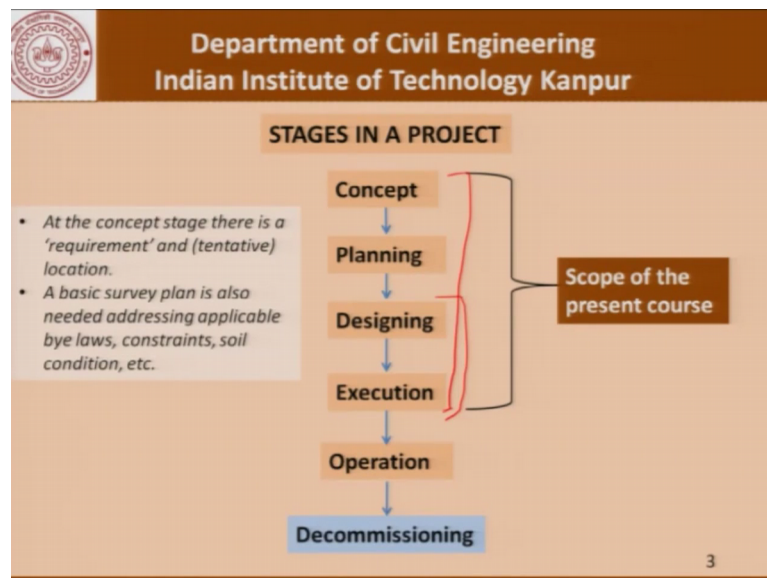 Department of Civil Engineering
Indian Institute of Technology Kanpur
STAGES IN A PROJECT
• At the concept stage there is a
'requirement' and (tentative)
location.
• A basic survey plan is also
needed addressing applicable
bye laws, constraints, soil
condition, etc.
Concept
Planning
Designing
Execution
Operation
Decommissioning
Scope of the
present course
3